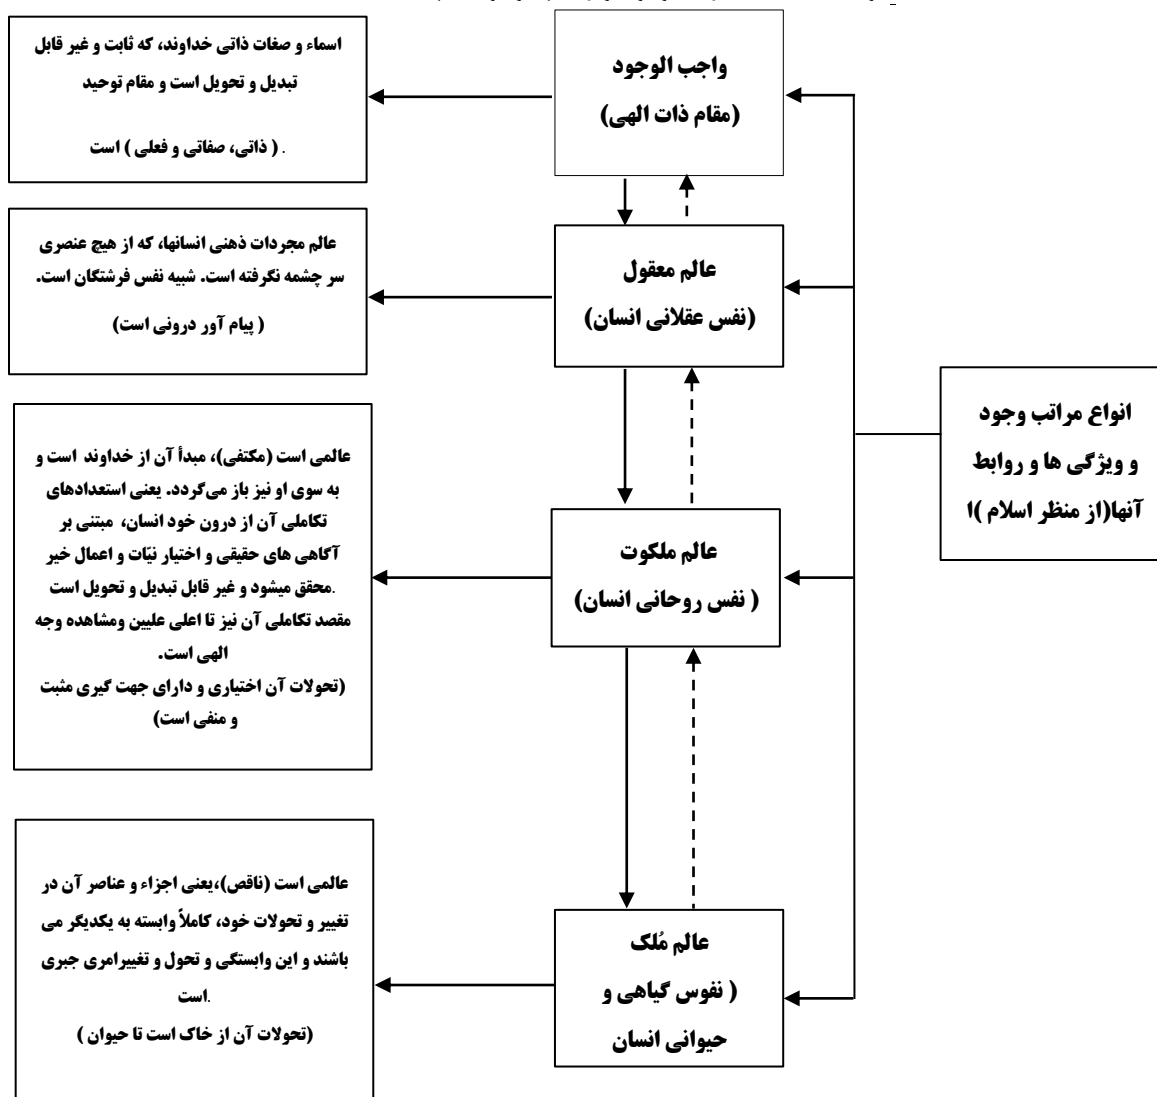 انواع مراتب وجود
و ویژگی ها و روابط
آنها(از منظر اسلام )ا
واجب الوجود
(مقام ذات الهی)
اسماء و صغات ذاتی خداوند، که ثابت و غیر قابل
تبدیل و تحویل است و مقام توحید
. ( ذاتی، صفاتی و فعلی ) است
عالم معقول
(نفس عقلانی انسان)
عالم مجردات ذهنی انسانها، که از هیچ عنصری
سر چشمه نگرفته است. شبیه نفس فرشتگان است.
( پیام آور درونی است)
عالم ملکوت
( نفس روحانی انسان)
عالمی است (مکتفی)، مبدأ آن از خداوند است و
به سوی او نیز باز می‌گردد. یعنی استعدادهای
تکاملی آن از درون خود انسان، مبتنی بر
آگاهی های حقیقی و اختیار نیّات و اعمال خیر
.محقق میشود و غیر قابل تبدیل و تحویل است
مقصد تکاملی آن نیز تا اعلی علیین ومشاهده وجه
الهی است.
(تحولات آن اختیاری و دارای جهت گیری مثبت
و منفی است)
عالم مُلک
( نفوس گیاهی و
حیوانی انسان
عالمی است (ناقص)،یعنی اجزاء و عناصر آن در
تغییر و تحولات خود، کاملاً وابسته به یکدیگر می
باشند و این وابستگی و تحول و تغییرامری جبری
.است
(تحولات آن از خاک است تا حیوان )